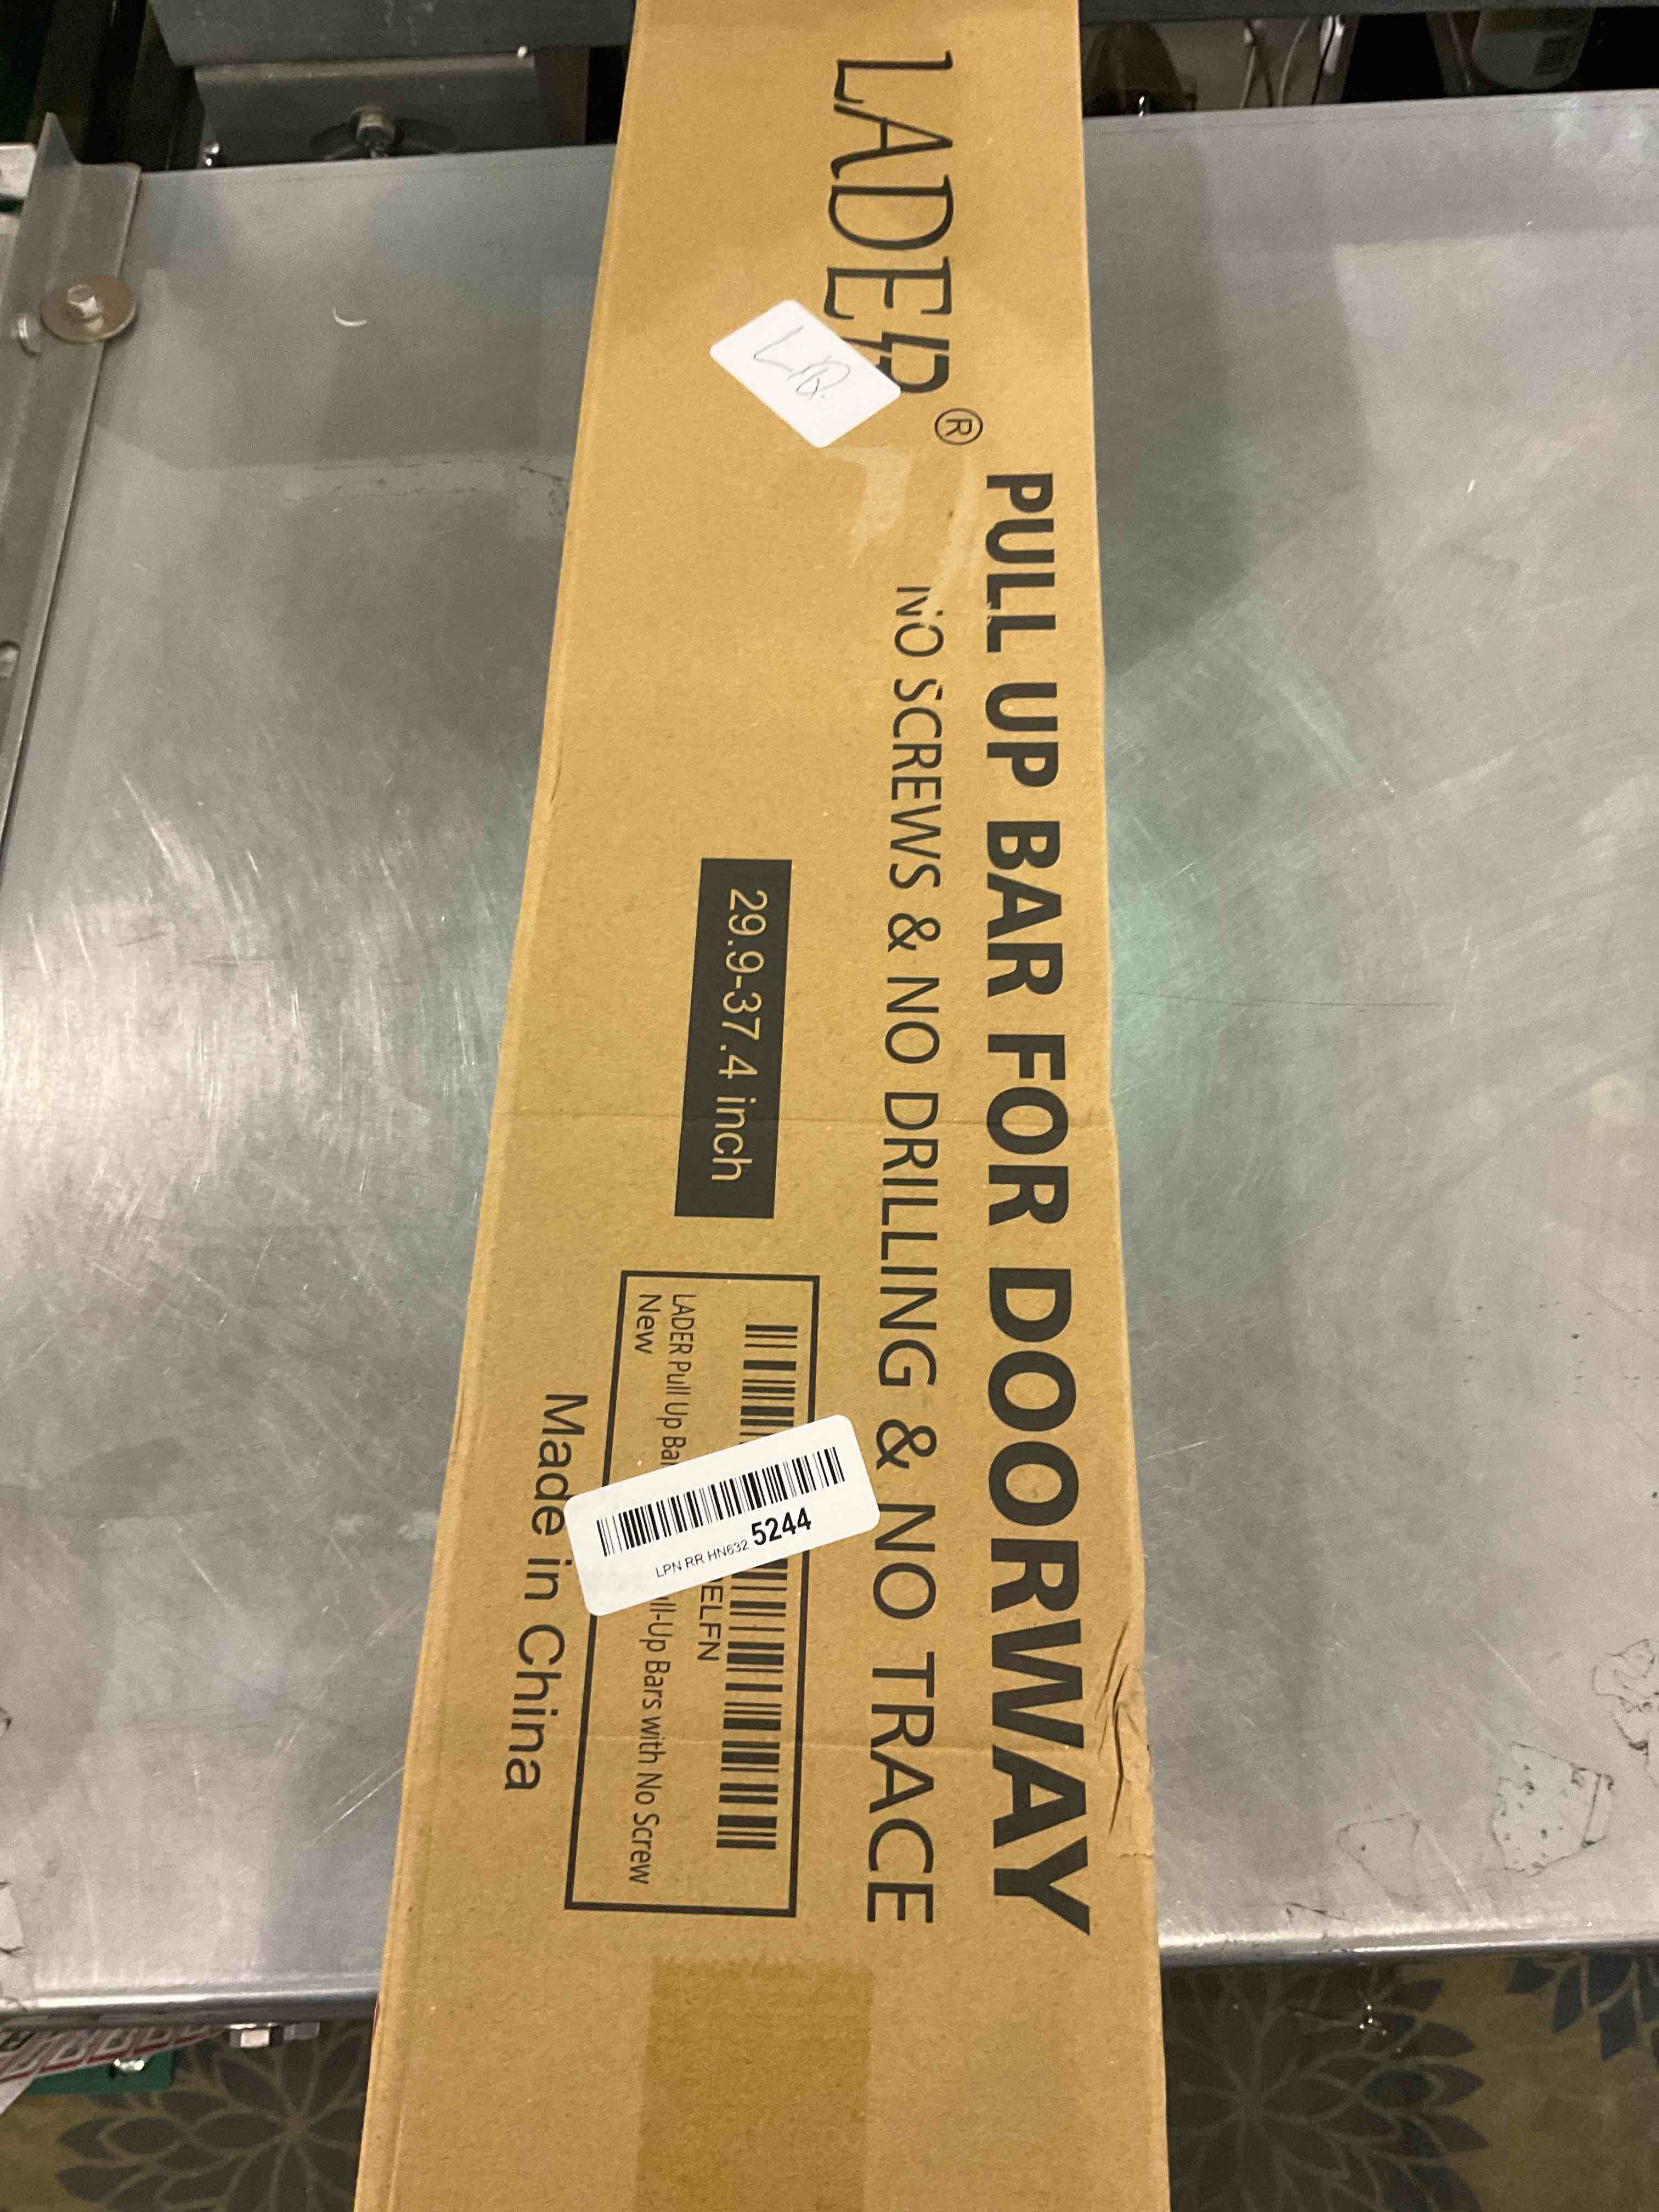 LADER®
PULL UP BAR FOR DOORWAY
NO SCREWS & NO DRILLING & NO TRACE
29.9-37.4 inch
ELFN
LADER Pull Up Ba
ll-Up Bars with No Screw
New
LPN RR HN632 5244
Made in China